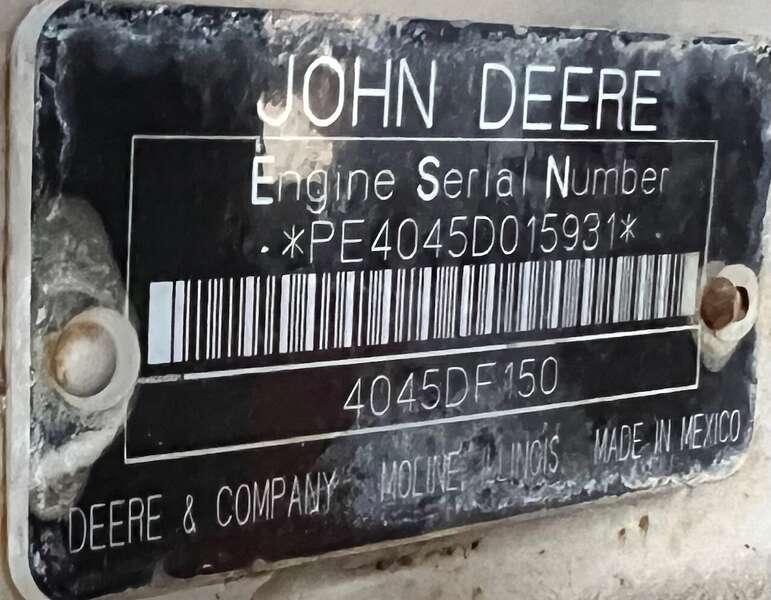 JOHN DEERE
Engine Serial Number
*PE4045D015931*
4045DF150
DEERE & COMPANY MOLINE, ILLINOIS MADE IN MEXICO